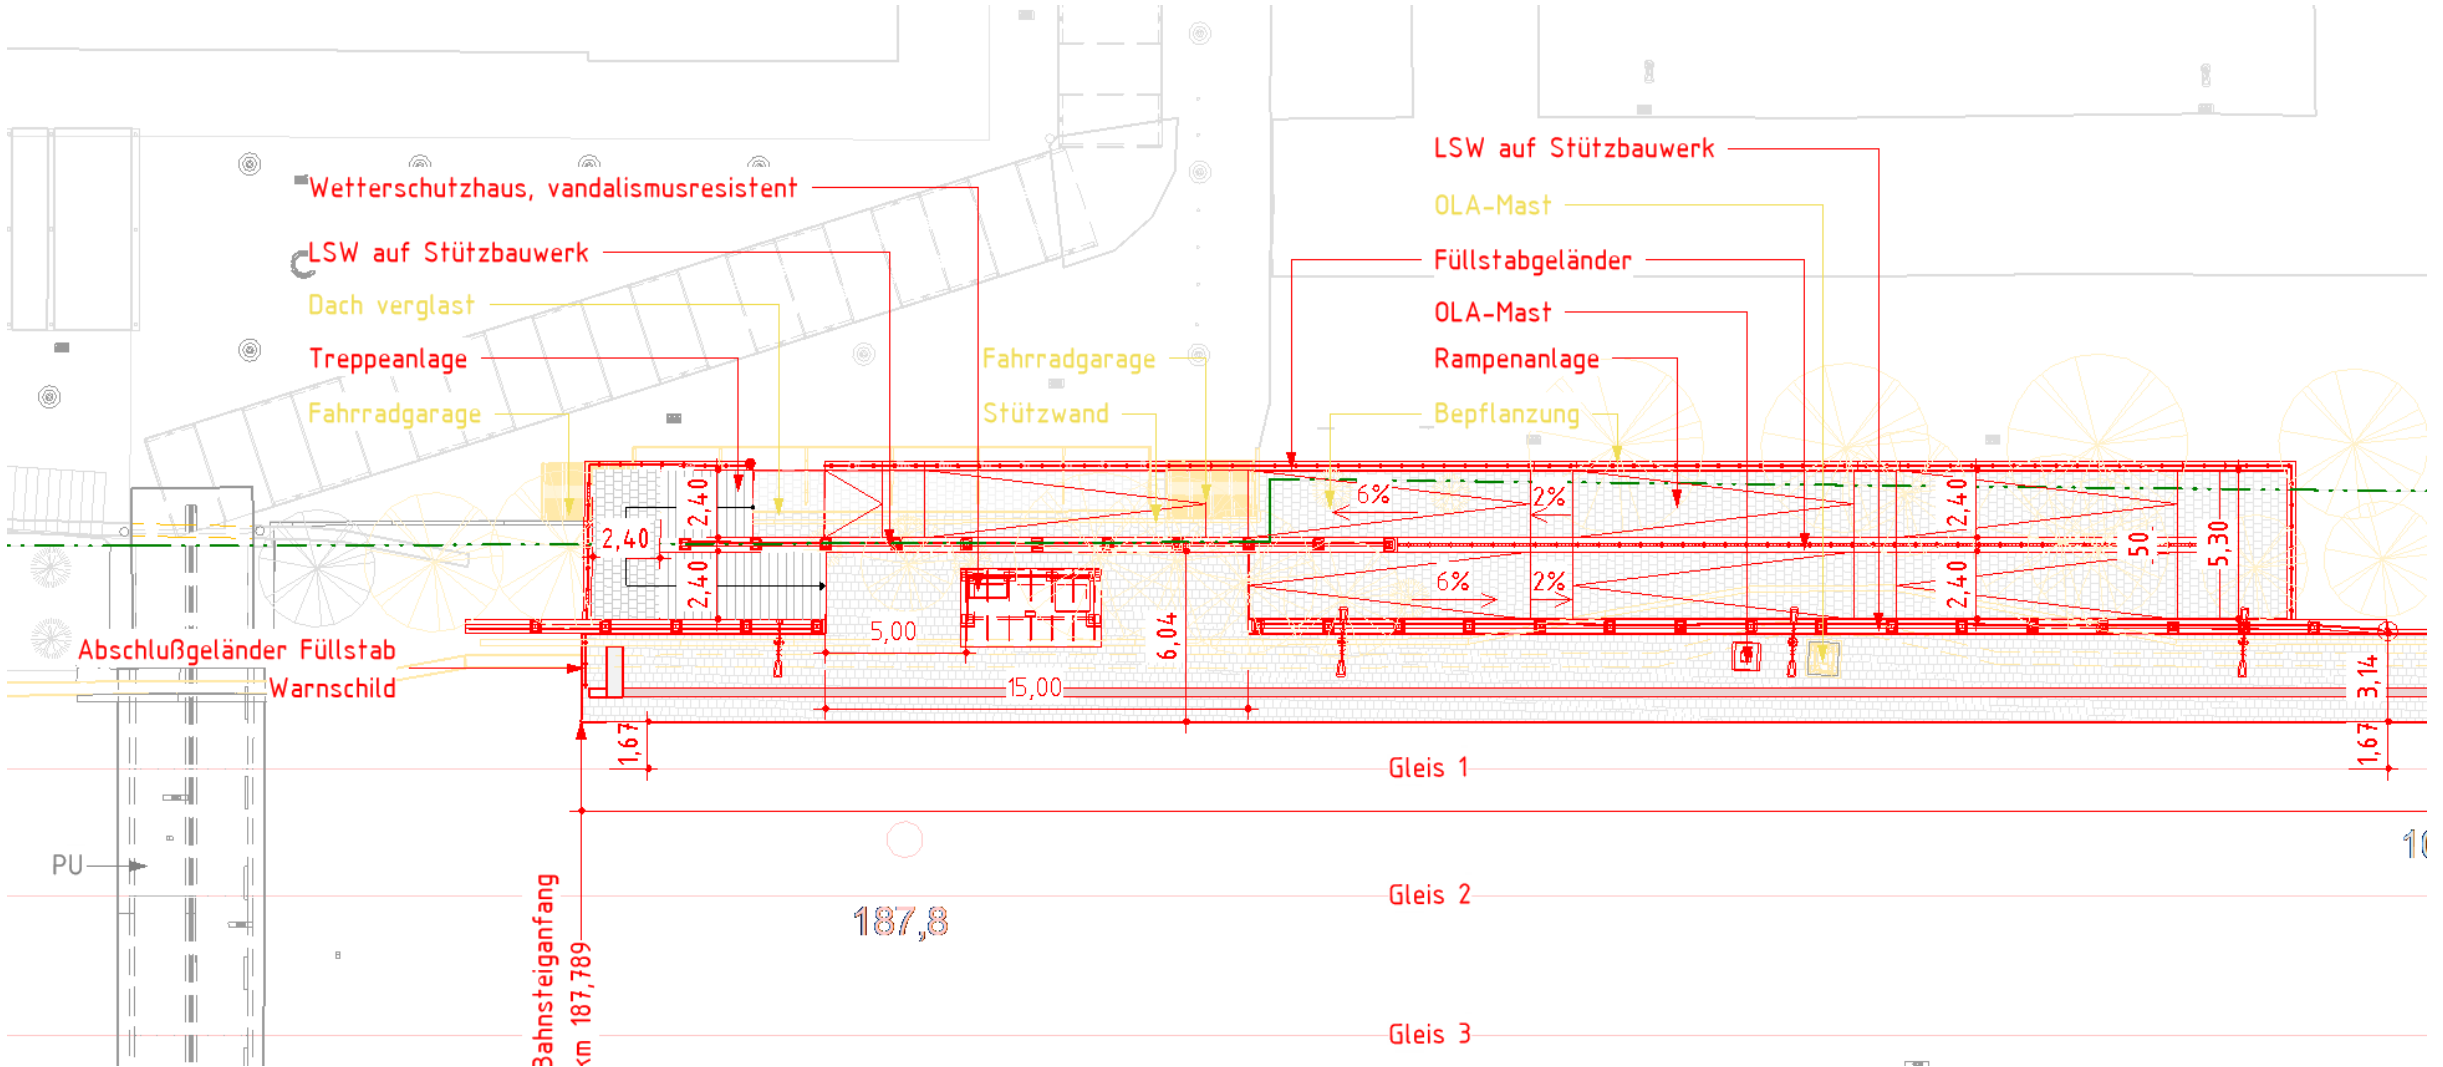 LSW auf Stützbauwerk
Wetterschutzhaus, vandalismusresistent
OLA-Mast
LSW auf Stützbauwerk
Füllstabgeländer
Dach verglast
OLA-Mast
Treppeanlage
Fahrradgarage
Rampenanlage
Fahrradgarage
Stützwand
Bepflanzung
6%
2%
2,40
2,40
2,40
50
5,30
2,40
6%
2%
2,40
5,00
6,04
Abschlußgeländer Füllstab
Warnschild
15,00
3,14
1,67
1,67
Gleis 1
PU
187,8
Gleis 2
Bahnsteiganfang
km 187,789
Gleis 3